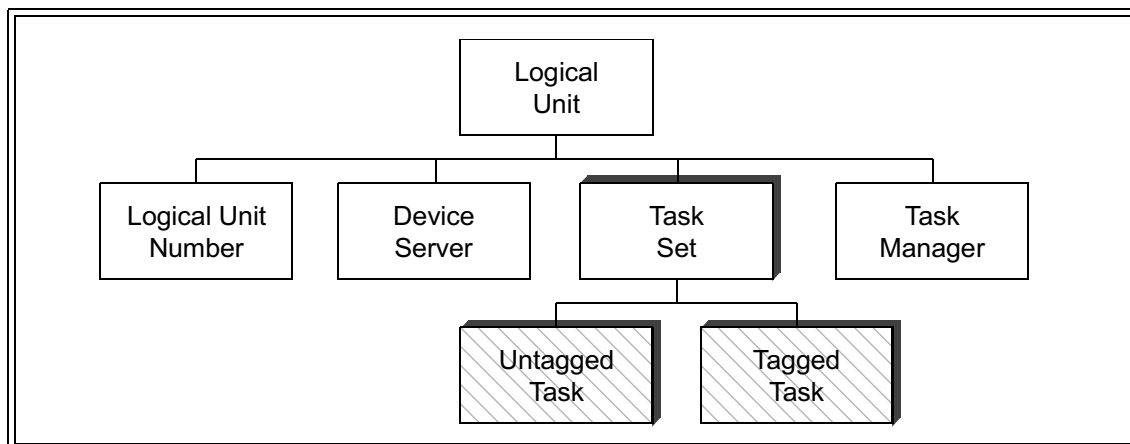 Logical
Unit
Logical Unit
Number
Device
Server
Task
Set
Task
Manager
Untagged
Task
Tagged
Task